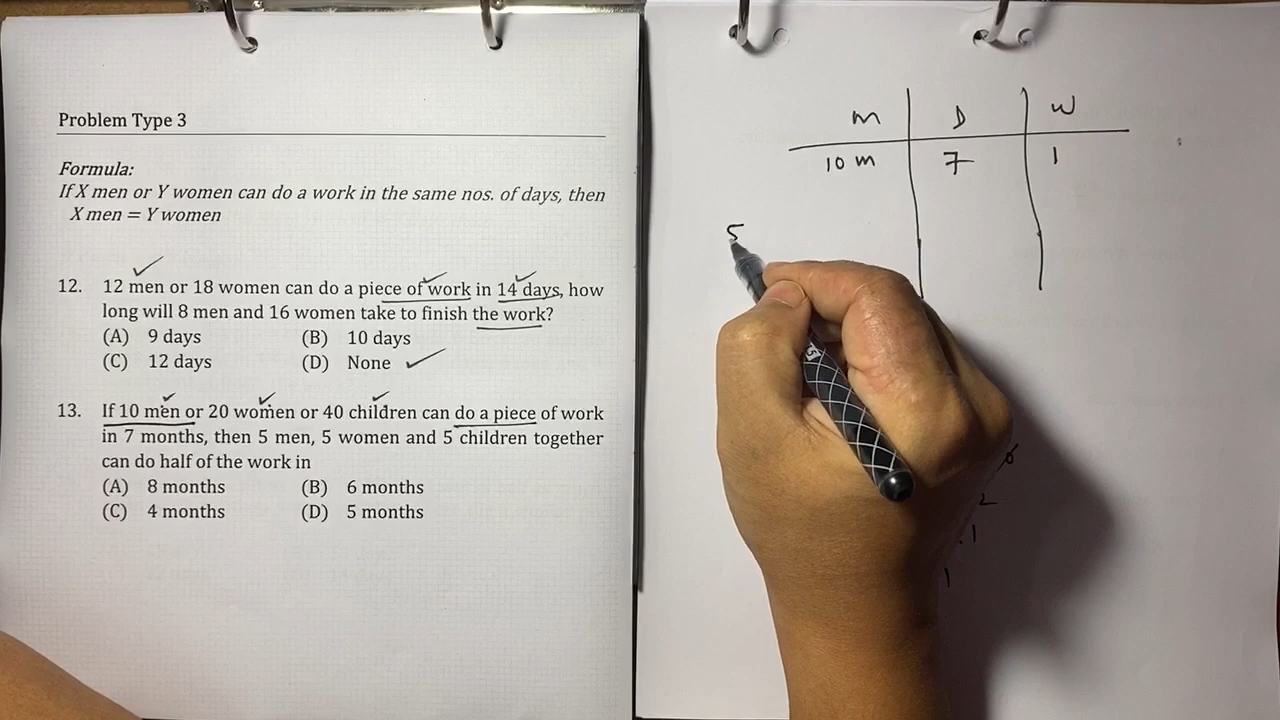 Problem Type 3
Formula:
If X men or Y women can do a work in the same nos. of days, then
X men = Y women
12. 12 men or 18 women can do a piece of work in 14 days, how
long will 8 men and 16 women take to finish the work?
(A) 9 days (B) 10 days
(C) 12 days (D) None
13. If 10 men or 20 women or 40 children can do a piece of work
in 7 months, then 5 men, 5 women and 5 children together
can do half of the work in
(A) 8 months (B) 6 months
(C) 4 months (D) 5 months
m D W
10 m 7 1
5
2
.1
1